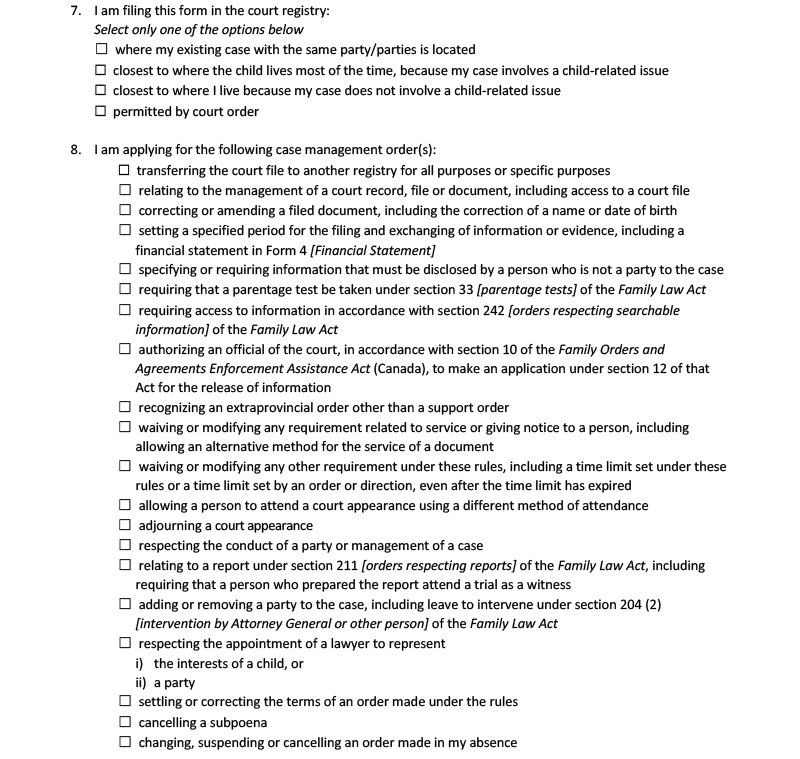 7. I am filing this form in the court registry:
Select only one of the options below
☐ where my existing case with the same party/parties is located
☐ closest to where the child lives most of the time, because my case involves a child-related issue
☐ closest to where I live because my case does not involve a child-related issue
☐ permitted by court order
8. I am applying for the following case management order(s):
☐ transferring the court file to another registry for all purposes or specific purposes
☐ relating to the management of a court record, file or document, including access to a court file
☐ correcting or amending a filed document, including the correction of a name or date of birth
☐ setting a specified period for the filing and exchanging of information or evidence, including a
financial statement in Form 4 [Financial Statement]
☐ specifying or requiring information that must be disclosed by a person who is not a party to the case
☐ requiring that a parentage test be taken under section 33 [parentage tests] of the Family Law Act
☐ requiring access to information in accordance with section 242 [orders respecting searchable
information] of the Family Law Act
☐ authorizing an official of the court, in accordance with section 10 of the Family Orders and
Agreements Enforcement Assistance Act (Canada), to make an application under section 12 of that
Act for the release of information
☐ recognizing an extraprovincial order other than a support order
☐ waiving or modifying any requirement related to service or giving notice to a person, including
allowing an alternative method for the service of a document
☐ waiving or modifying any other requirement under these rules, including a time limit set under these
rules or a time limit set by an order or direction, even after the time limit has expired
☐ allowing a person to attend a court appearance using a different method of attendance
☐ adjourning a court appearance
☐ respecting the conduct of a party or management of a case
☐ relating to a report under section 211 [orders respecting reports] of the Family Law Act, including
requiring that a person who prepared the report attend a trial as a witness
☐ adding or removing a party to the case, including leave to intervene under section 204 (2)
[intervention by Attorney General or other person] of the Family Law Act
☐ respecting the appointment of a lawyer to represent
i) the interests of a child, or
ii) a party
☐ settling or correcting the terms of an order made under the rules
☐ cancelling a subpoena
☐ changing, suspending or cancelling an order made in my absence